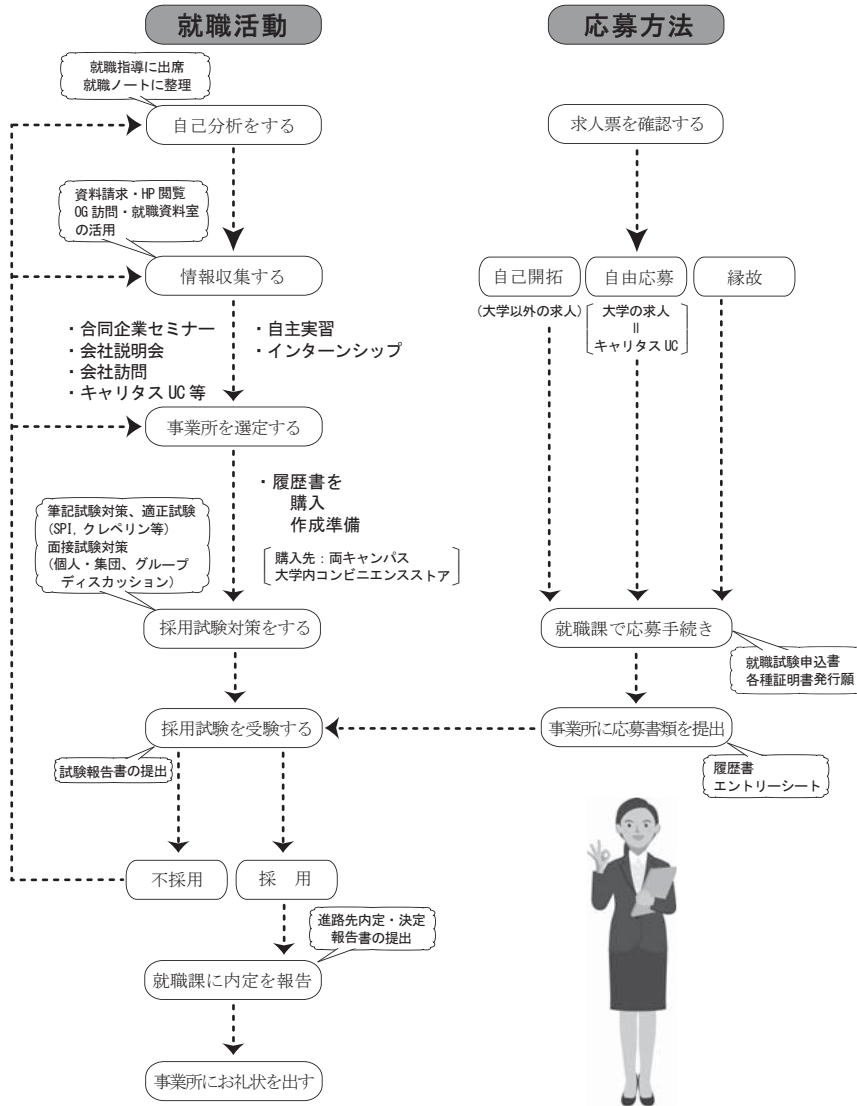 就職活動
就職指導に出席
就職ノートに整理
自己分析をする
資料請求・HP閲覧
OG訪問・就職資料室
の活用
情報収集する
・合同企業セミナー
・会社説明会
・会社訪問
・キャリタスUC等
・自主実習
・インターンシップ
事業所を選定する
・履歴書を
購入
作成準備
購入先：両キャンパス
大学内コンビニエンスストア
筆記試験対策、適正試験
(SPI, クレペリン等)
面接試験対策
(個人・集団、グループ
ディスカッション)
採用試験対策をする
採用試験を受験する
試験報告書の提出
不採用
採　用
進路先内定・決定
報告書の提出
就職課に内定を報告
事業所にお礼状を出す
応募方法
求人票を確認する
自己開拓
(大学以外の求人)
自由応募
大学の求人
＝
キャリタスUC
縁故
就職課で応募手続き
就職試験申込書
各種証明書発行願
事業所に応募書類を提出
履歴書
エントリーシート